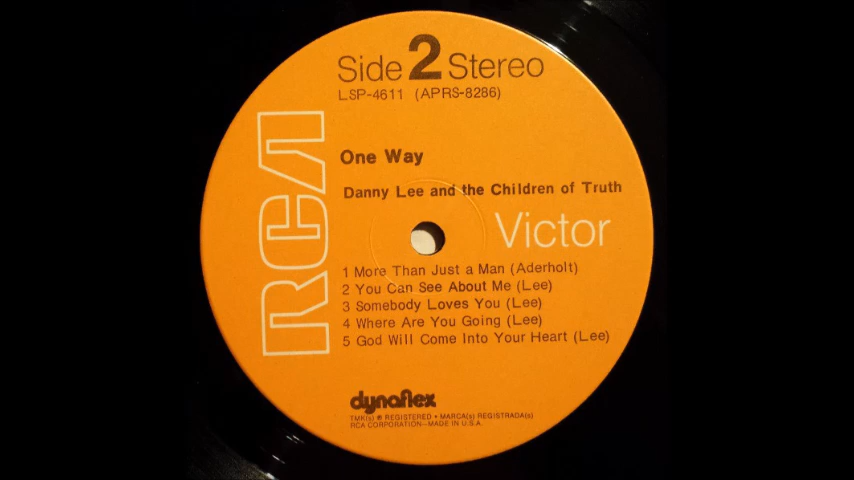 Side 2 Stereo
LSP-4611 (APRS-8286)
RCA
One Way
Danny Lee and the Children of Truth
Victor
1 More Than Just a Man (Aderholt)
2 You Can See About Me (Lee)
3 Somebody Loves You (Lee)
4 Where Are You Going (Lee)
5 God Will Come Into Your Heart (Lee)
dynaflex
TMK(s) ® REGISTERED • MARCA(s) REGISTRADA(s)
RCA CORPORATION—MADE IN U.S.A.